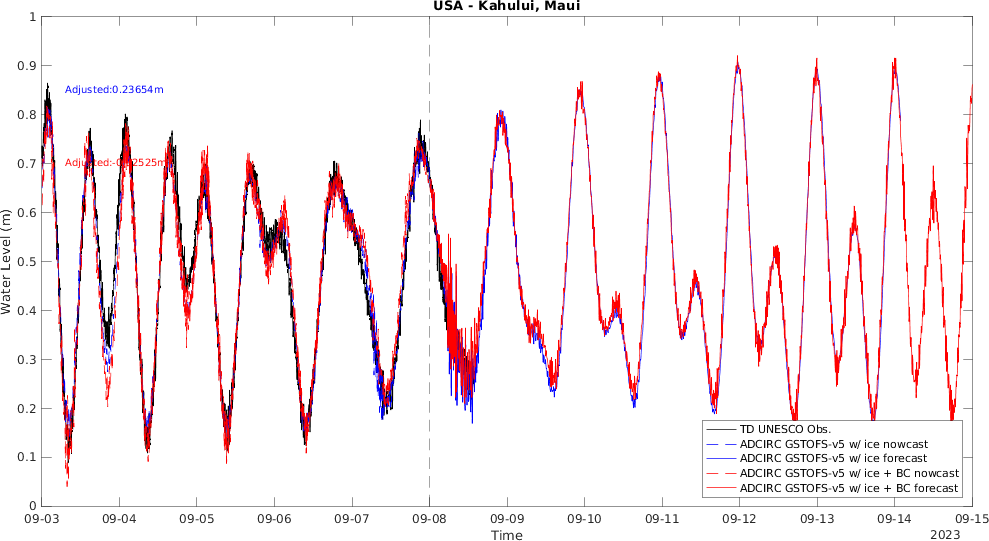 USA - Kahului, Maui
1
0.9
Adjusted:0.23654m
0.8
0.7
0.6
Water Level (m)
0.5
0.4
0.3
0.2
TD UNESCO Obs.
ADCIRC GSTOFS-v5 w/ ice nowcast
ADCIRC GSTOFS-v5 w/ ice forecast
ADCIRC GSTOFS-v5 w/ ice + BC nowcast
ADCIRC GSTOFS-v5 w/ ice + BC forecast
0.1
0
09-03 09-04 09-05 09-06 09-07 09-08 09-09 09-10 09-11 09-12 09-13 09-14 09-15
Time
2023